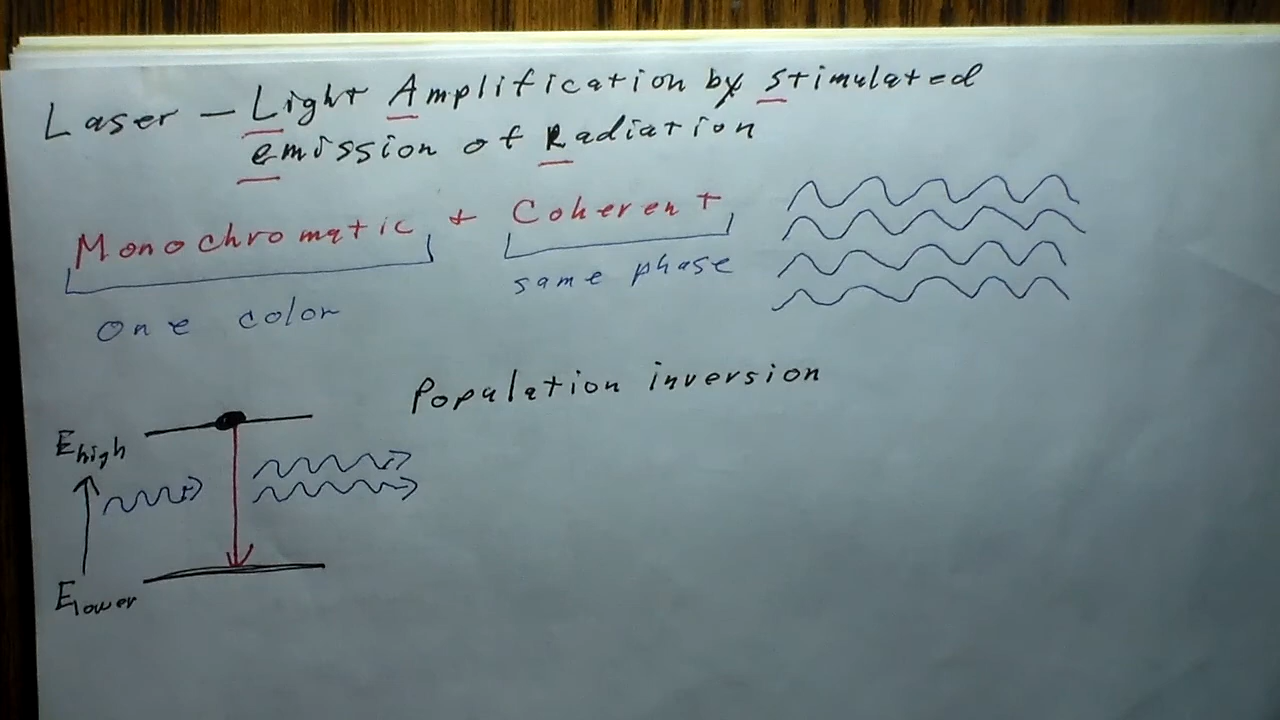 Laser – Light Amplification by Stimulated
emission of Radiation
Monochromatic + Coherent
one color
same phase
Population inversion
Ehigh
Elower